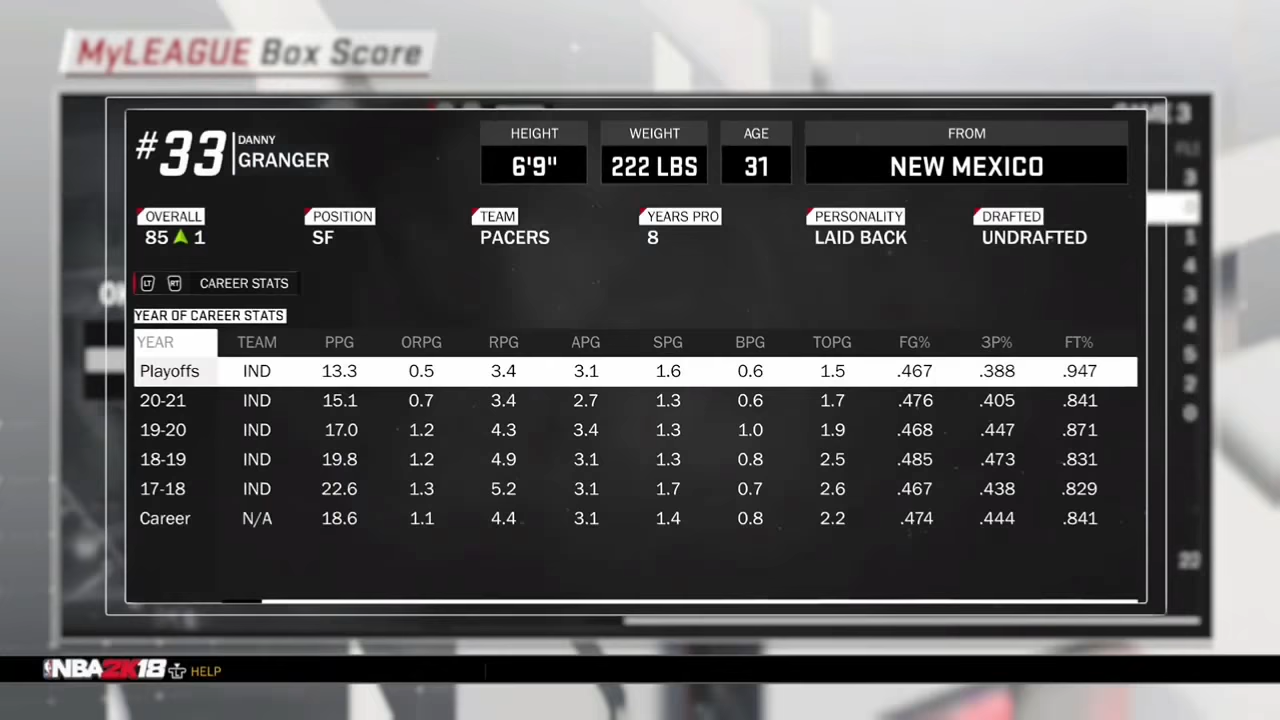 MyLEAGUE Box Score
#33 DANNY GRANGER
HEIGHT WEIGHT AGE FROM
6'9" 222 LBS 31 NEW MEXICO
OVERALL POSITION TEAM YEARS PRO PERSONALITY DRAFTED
85 1 SF PACERS 8 LAID BACK UNDRAFTED
LT RT CAREER STATS
YEAR OF CAREER STATS
YEAR TEAM PPG ORPG RPG APG SPG BPG TOPG FG% 3P% FT%
Playoffs IND 13.3 0.5 3.4 3.1 1.6 0.6 1.5 .467 .388 .947
20-21 IND 15.1 0.7 3.4 2.7 1.3 0.6 1.7 .476 .405 .841
19-20 IND 17.0 1.2 4.3 3.4 1.3 1.0 1.9 .468 .447 .871
18-19 IND 19.8 1.2 4.9 3.1 1.3 0.8 2.5 .485 .473 .831
17-18 IND 22.6 1.3 5.2 3.1 1.7 0.7 2.6 .467 .438 .829
Career N/A 18.6 1.1 4.4 3.1 1.4 0.8 2.2 .474 .444 .841
NBA2K18 HELP